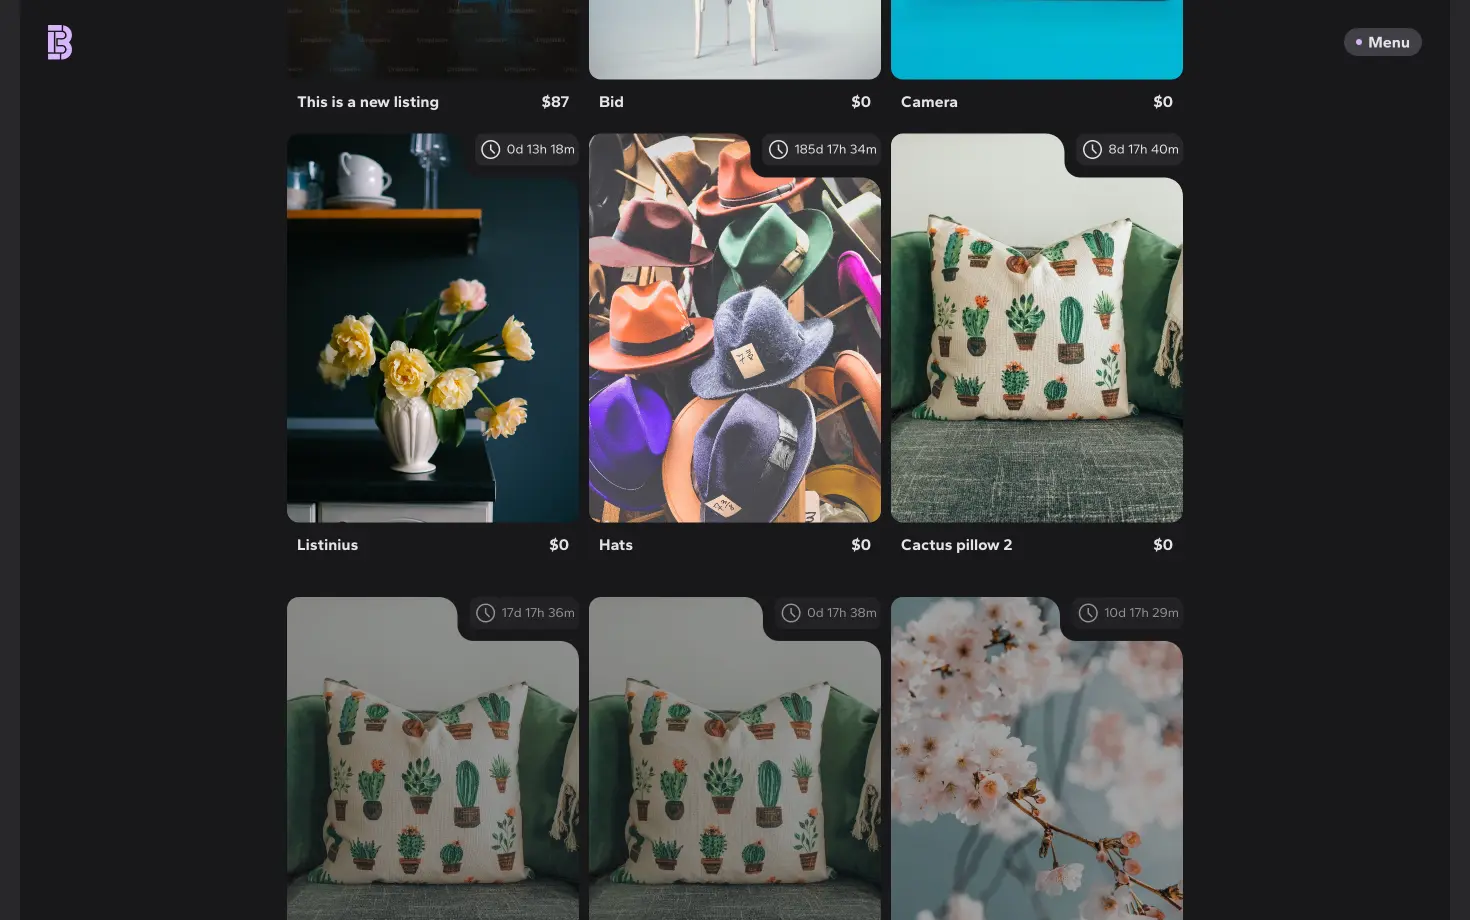 Menu
This is a new listing $87
Bid $0
Camera $0
0d 13h 18m
185d 17h 34m
8d 17h 40m
Listinius $0
Hats $0
Cactus pillow 2 $0
17d 17h 36m
0d 17h 38m
10d 17h 29m